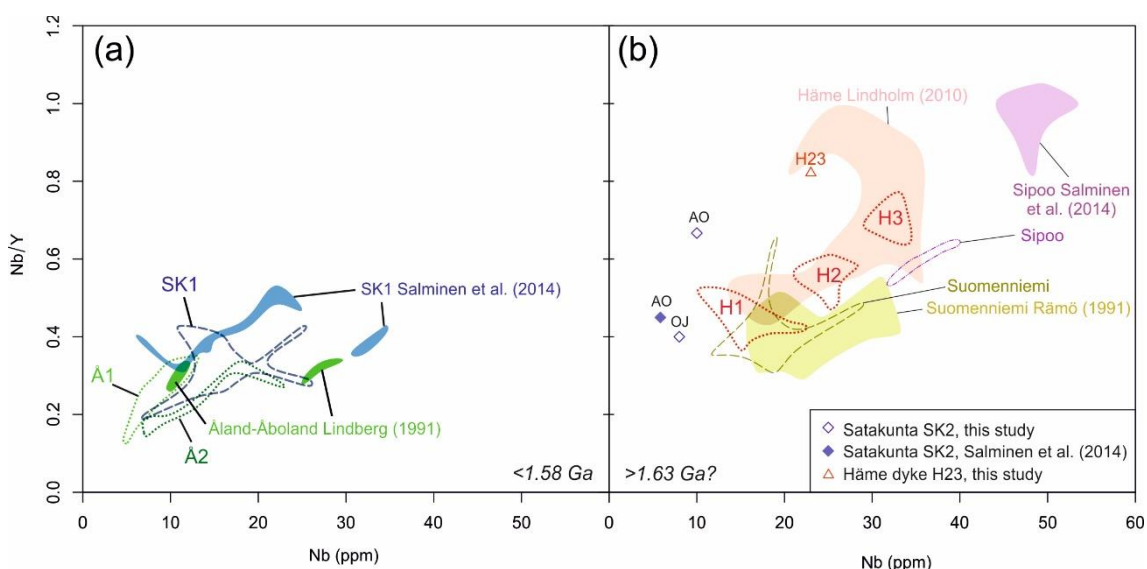 (a)
1.2
1.0
0.8
0.6
0.4
0.2
0.0
Nb/Y
SK1
SK1 Salminen et al. (2014)
Å1
Åland-Åboland Lindberg (1991)
Å2
<1.58 Ga
0
10
20
30
40
50
Nb (ppm)
(b)
Häme Lindholm (2010)
H23
Sipoo Salminen
et al. (2014)
AO
H3
Sipoo
H2
AO
OJ
H1
Suomenniemi
Suomenniemi Rämö (1991)
Satakunta SK2, this study
Satakunta SK2, Salminen et al. (2014)
Häme dyke H23, this study
>1.63 Ga?
0
10
20
30
40
50
60
Nb (ppm)